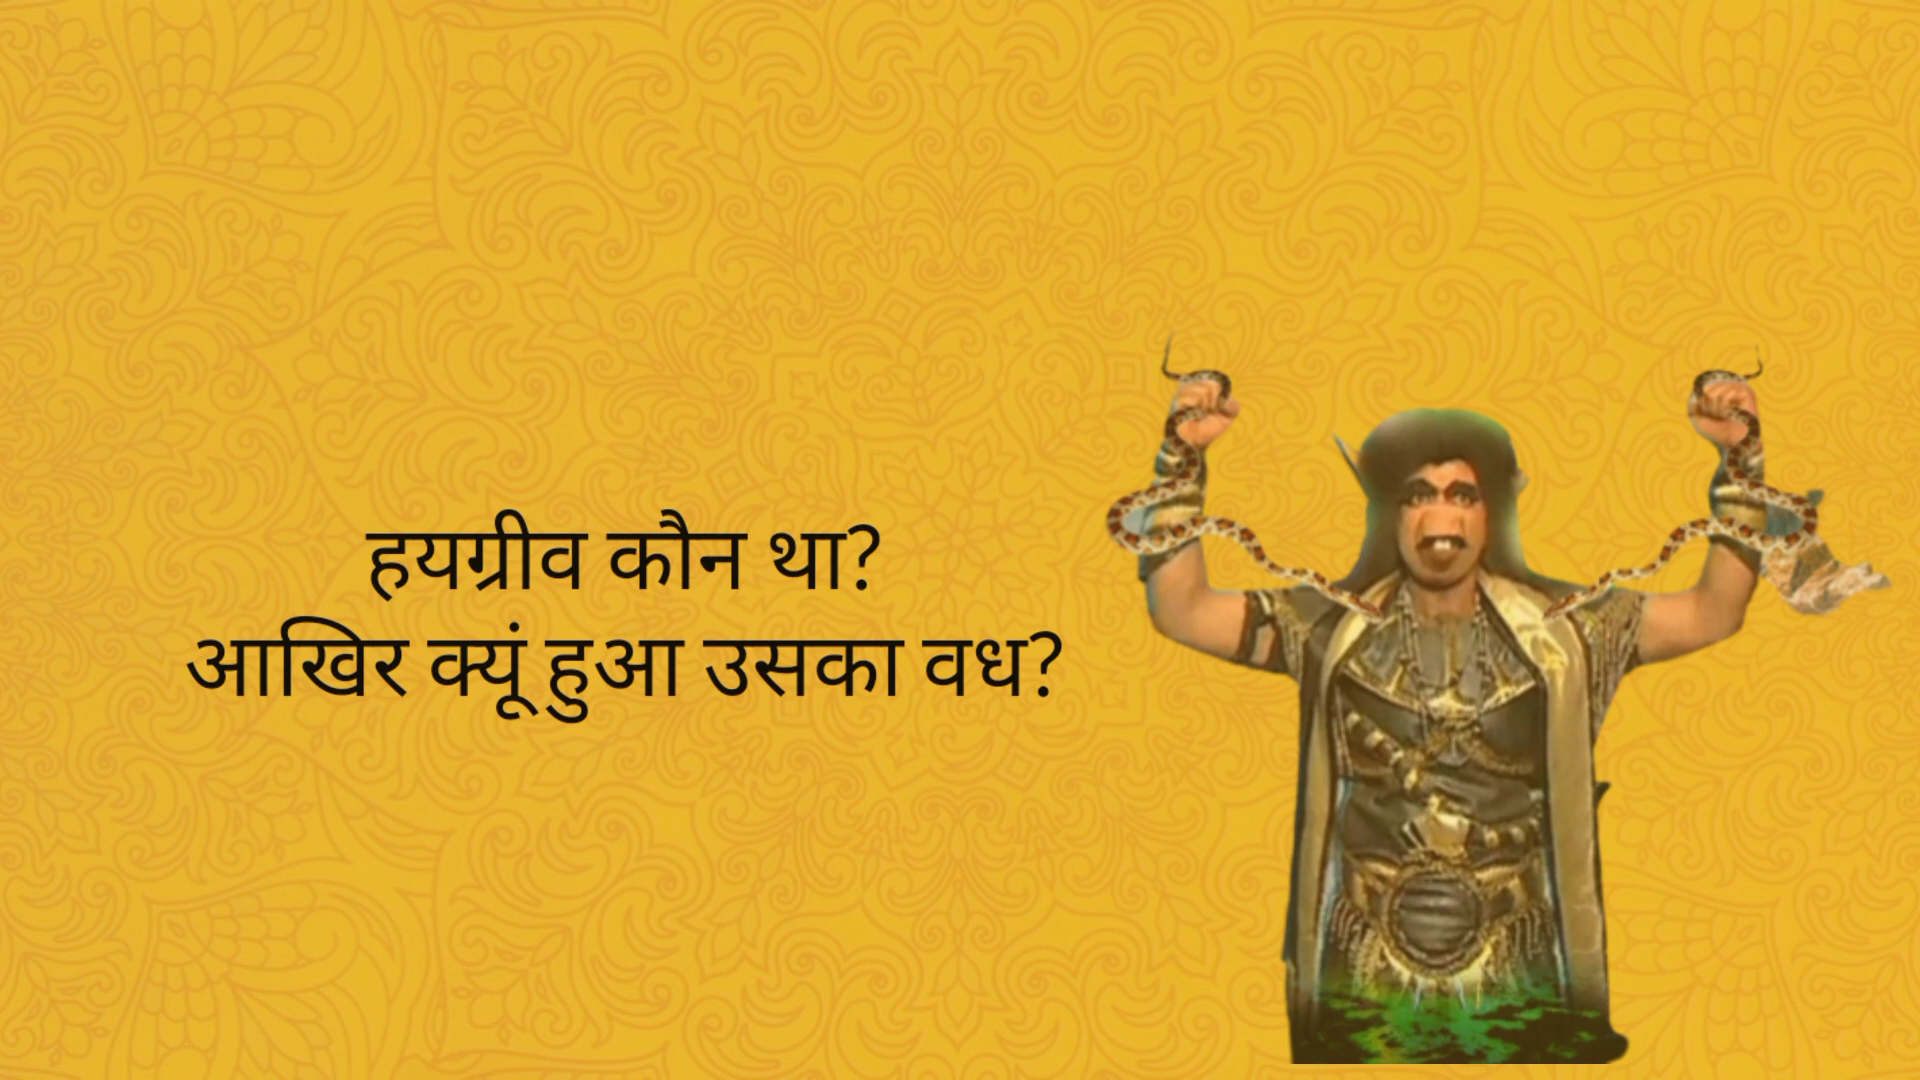 हयग्रीव कौन था?
आखिर क्यूं हुआ उसका वध?